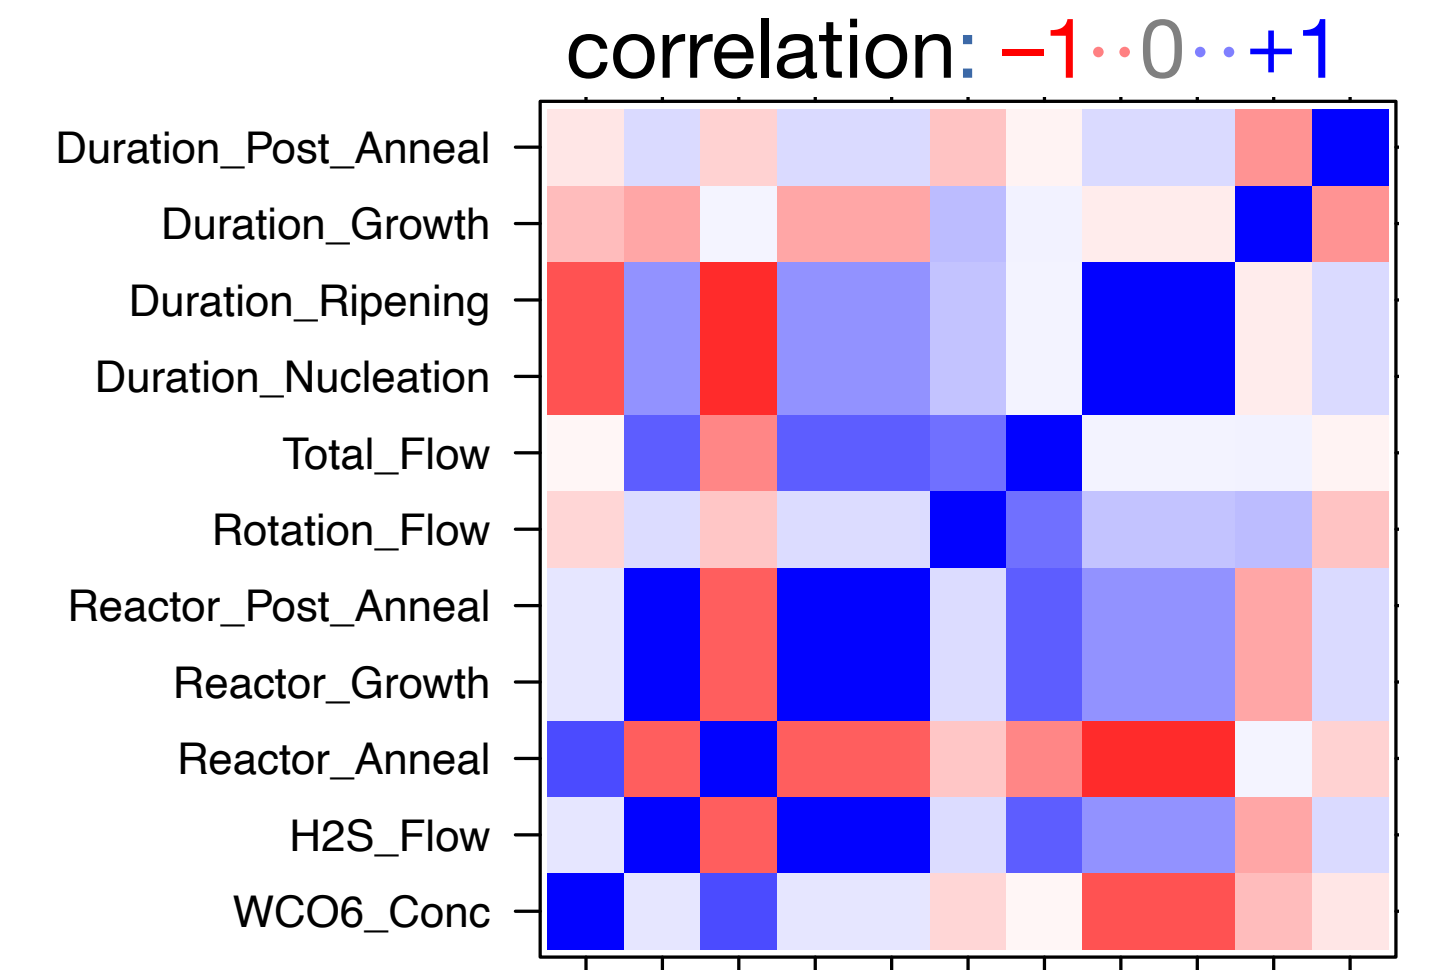 correlation: −1··0··+1
Duration_Post_Anneal
Duration_Growth
Duration_Ripening
Duration_Nucleation
Total_Flow
Rotation_Flow
Reactor_Post_Anneal
Reactor_Growth
Reactor_Anneal
H2S_Flow
WCO6_Conc